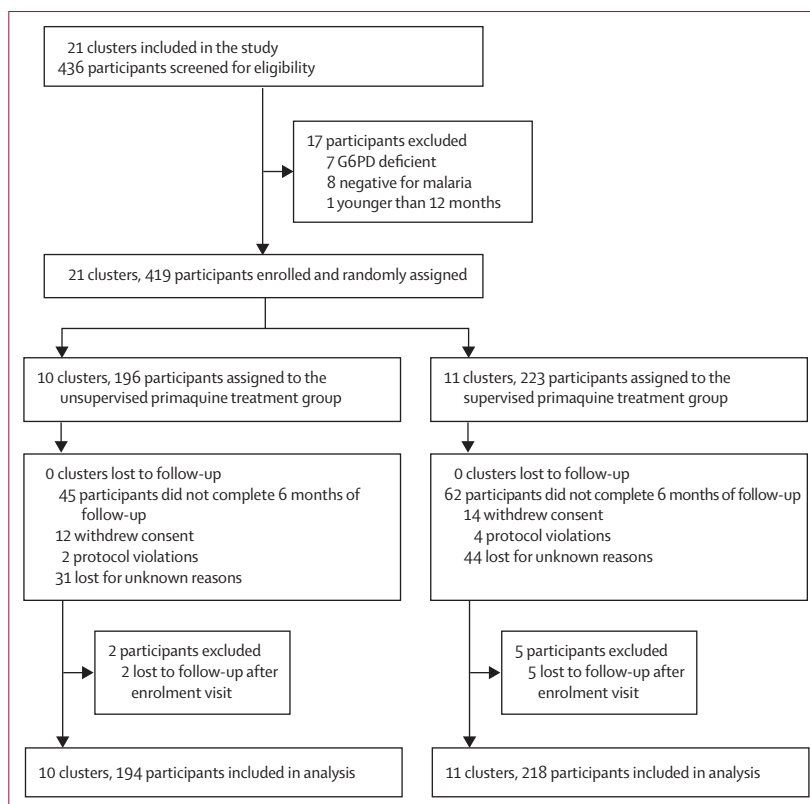 21 clusters included in the study
436 participants screened for eligibility
17 participants excluded
7 G6PD deficient
8 negative for malaria
1 younger than 12 months
21 clusters, 419 participants enrolled and randomly assigned
10 clusters, 196 participants assigned to the
unsupervised primaquine treatment group
11 clusters, 223 participants assigned to the
supervised primaquine treatment group
0 clusters lost to follow-up
45 participants did not complete 6 months of
follow-up
12 withdrew consent
2 protocol violations
31 lost for unknown reasons
0 clusters lost to follow-up
62 participants did not complete 6 months of follow-up
14 withdrew consent
4 protocol violations
44 lost for unknown reasons
2 participants excluded
2 lost to follow-up after
enrolment visit
5 participants excluded
5 lost to follow-up after
enrolment visit
10 clusters, 194 participants included in analysis
11 clusters, 218 participants included in analysis